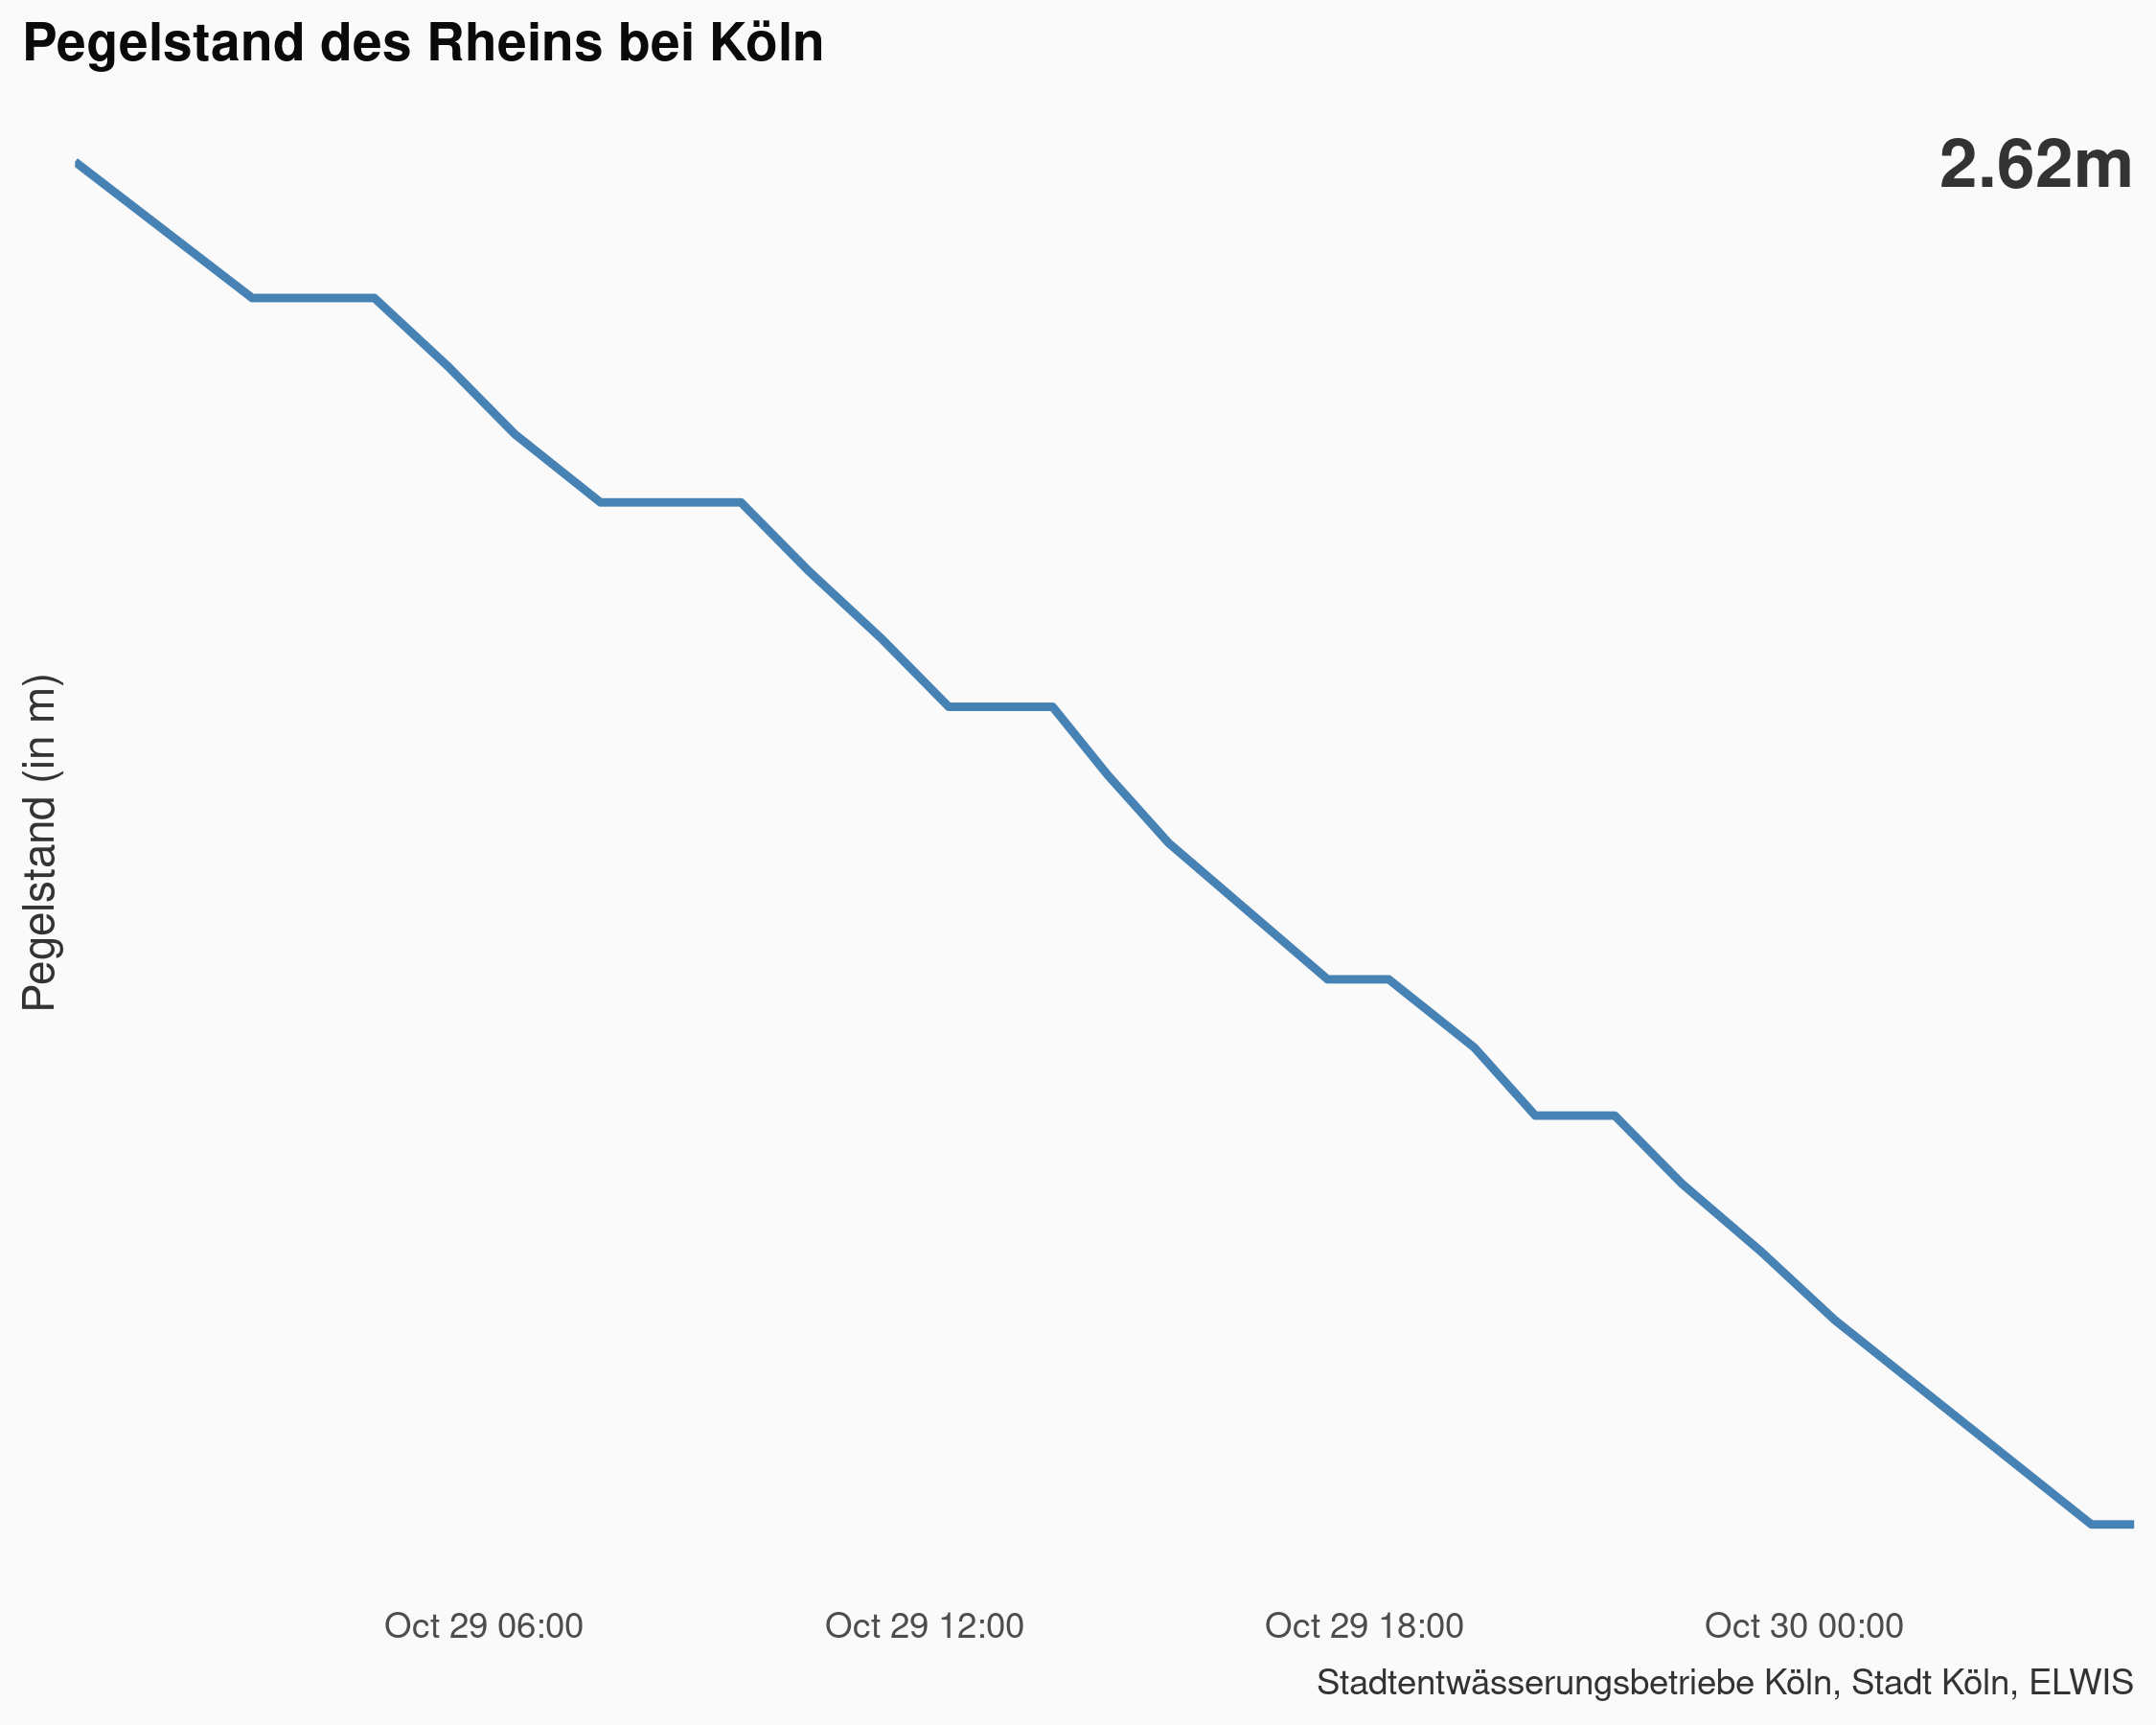 Pegelstand des Rheins bei Köln
2.62m
Pegelstand (in m)
Oct 29 06:00
Oct 29 12:00
Oct 29 18:00
Oct 30 00:00
Stadtentwässerungsbetriebe Köln, Stadt Köln, ELWIS